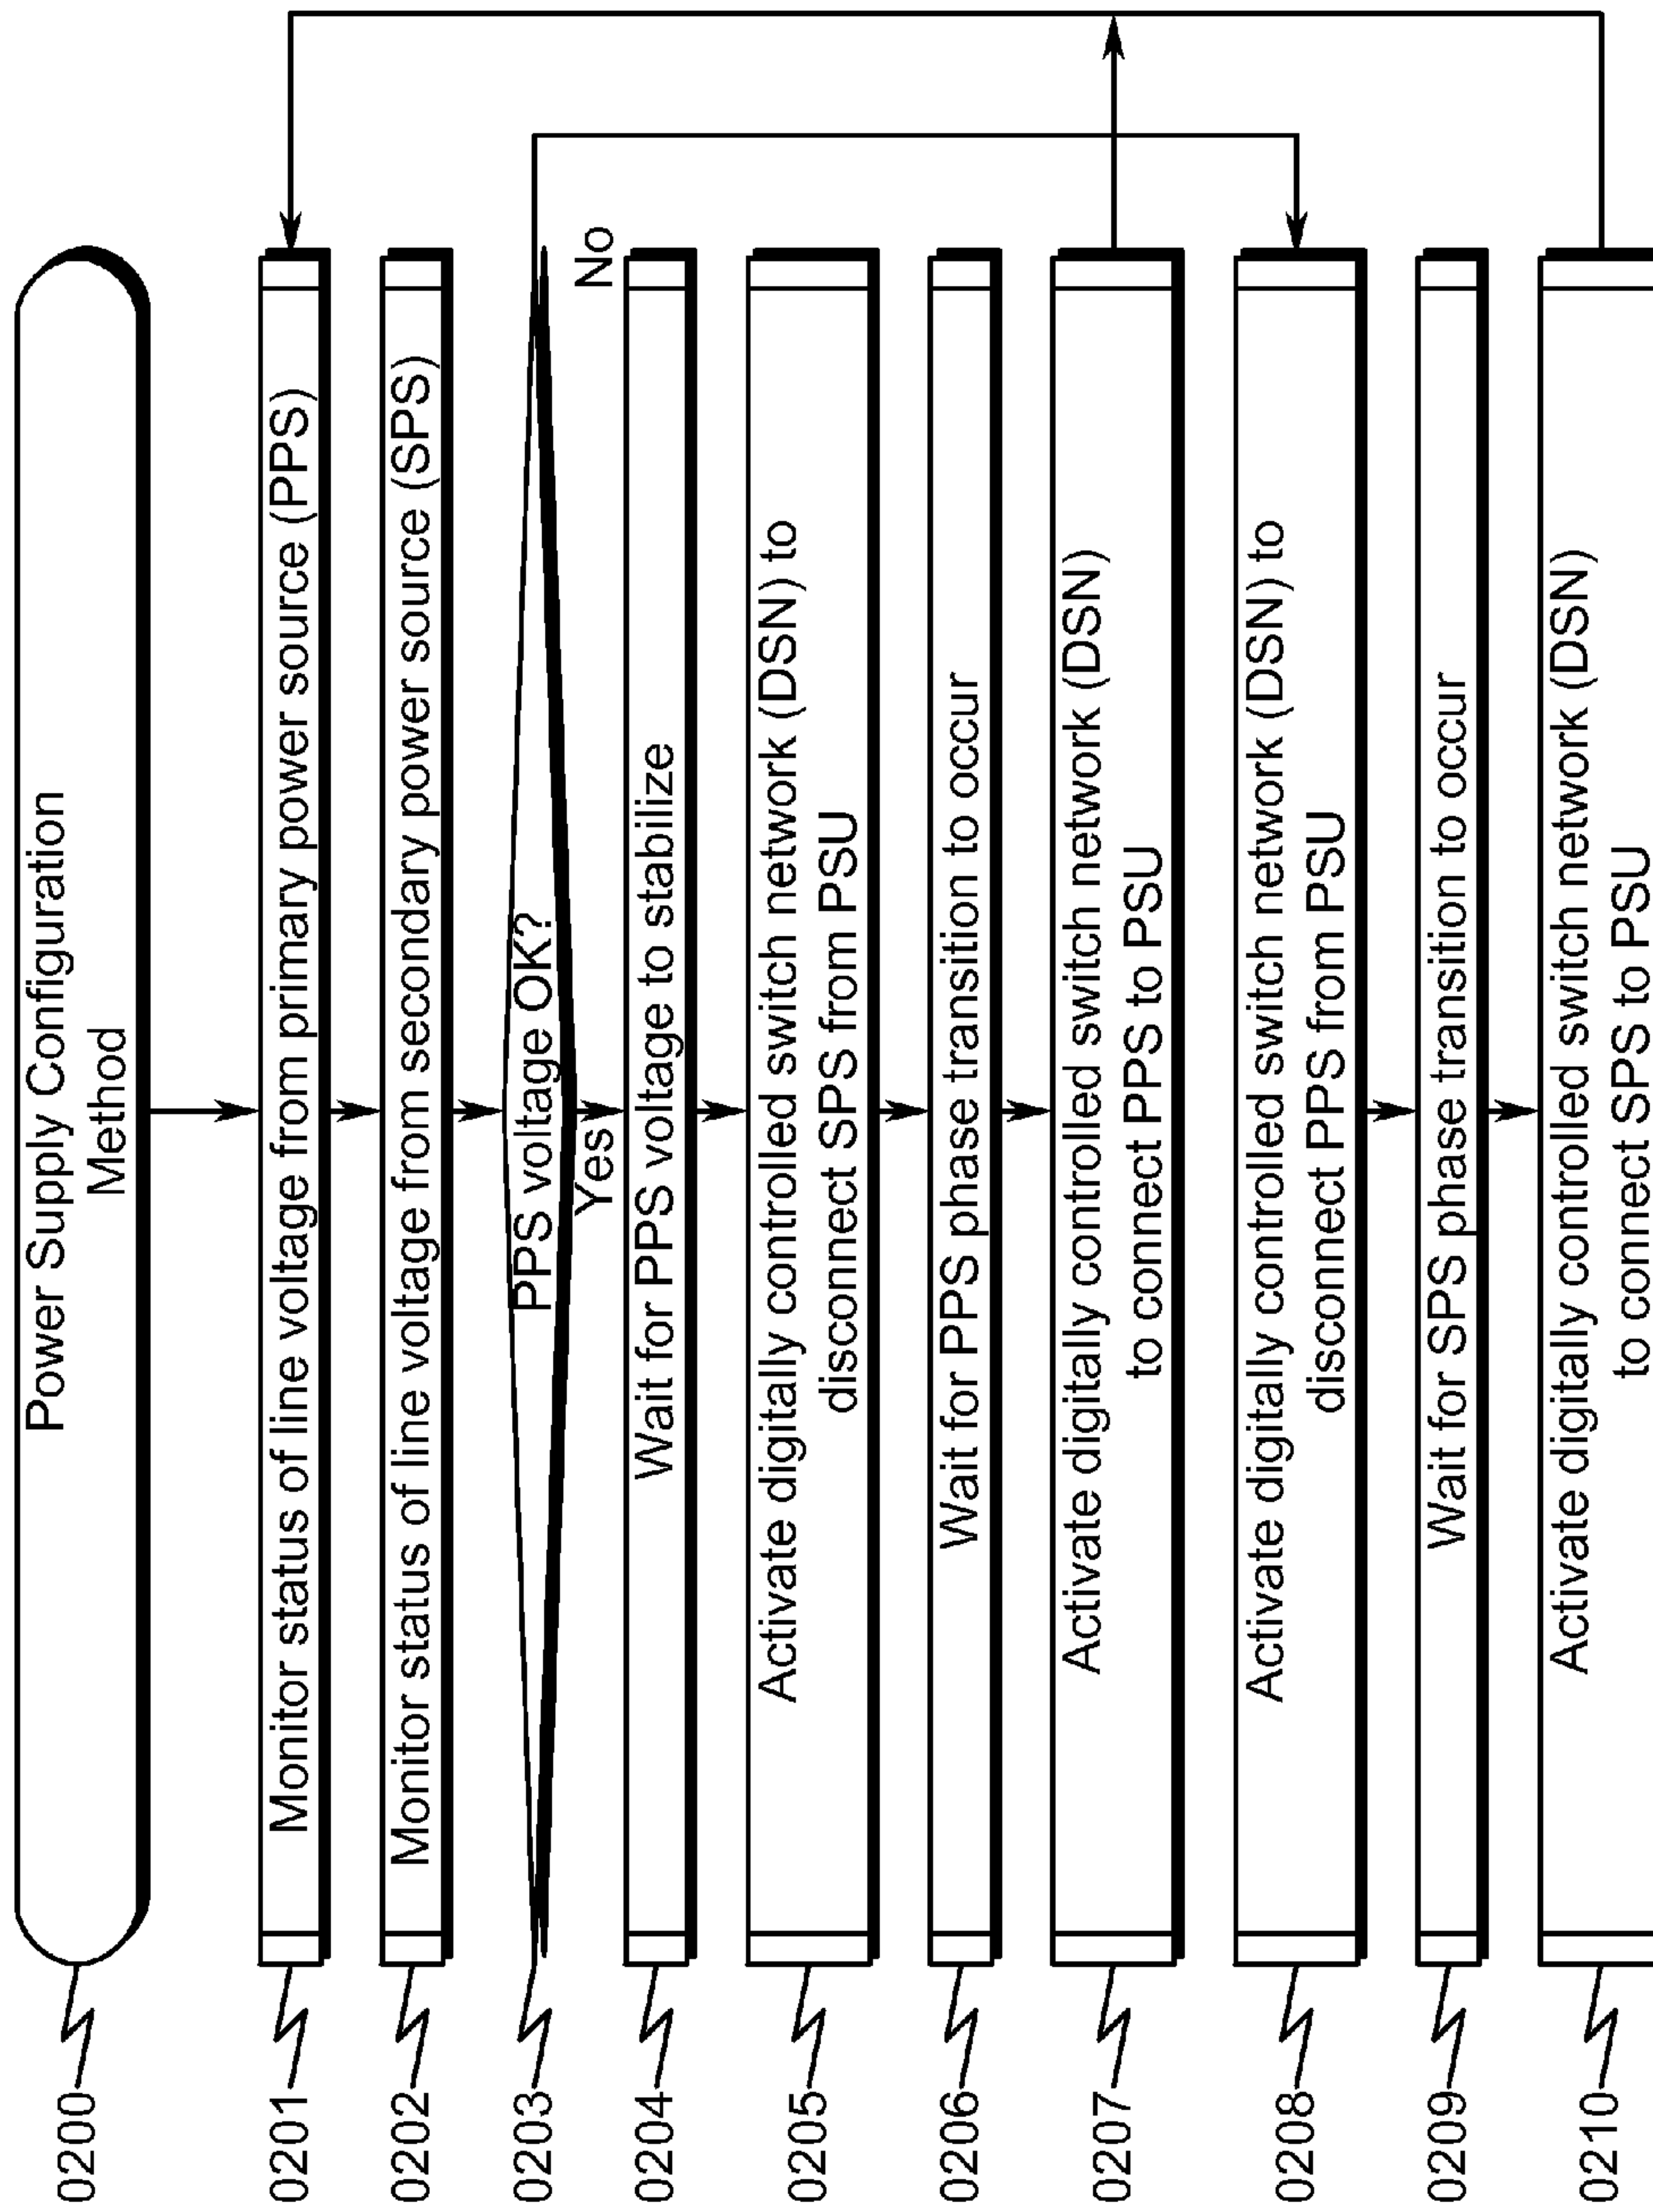 0200
Power Supply Configuration
Method
0201
Monitor status of line voltage from primary power source (PPS)
0202
Monitor status of line voltage from secondary power source (SPS)
0203
PPS voltage OK?
No
Yes
0204
Wait for PPS voltage to stabilize
0205
Activate digitally controlled switch network (DSN) to
disconnect SPS from PSU
0206
Wait for PPS phase transition to occur
0207
Activate digitally controlled switch network (DSN)
to connect PPS to PSU
0208
Activate digitally controlled switch network (DSN) to
disconnect PPS from PSU
0209
Wait for SPS phase transition to occur
0210
Activate digitally controlled switch network (DSN)
to connect SPS to PSU